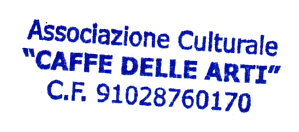 Associazione Culturale
"CAFFE DELLE ARTI"
C.F. 91028760170